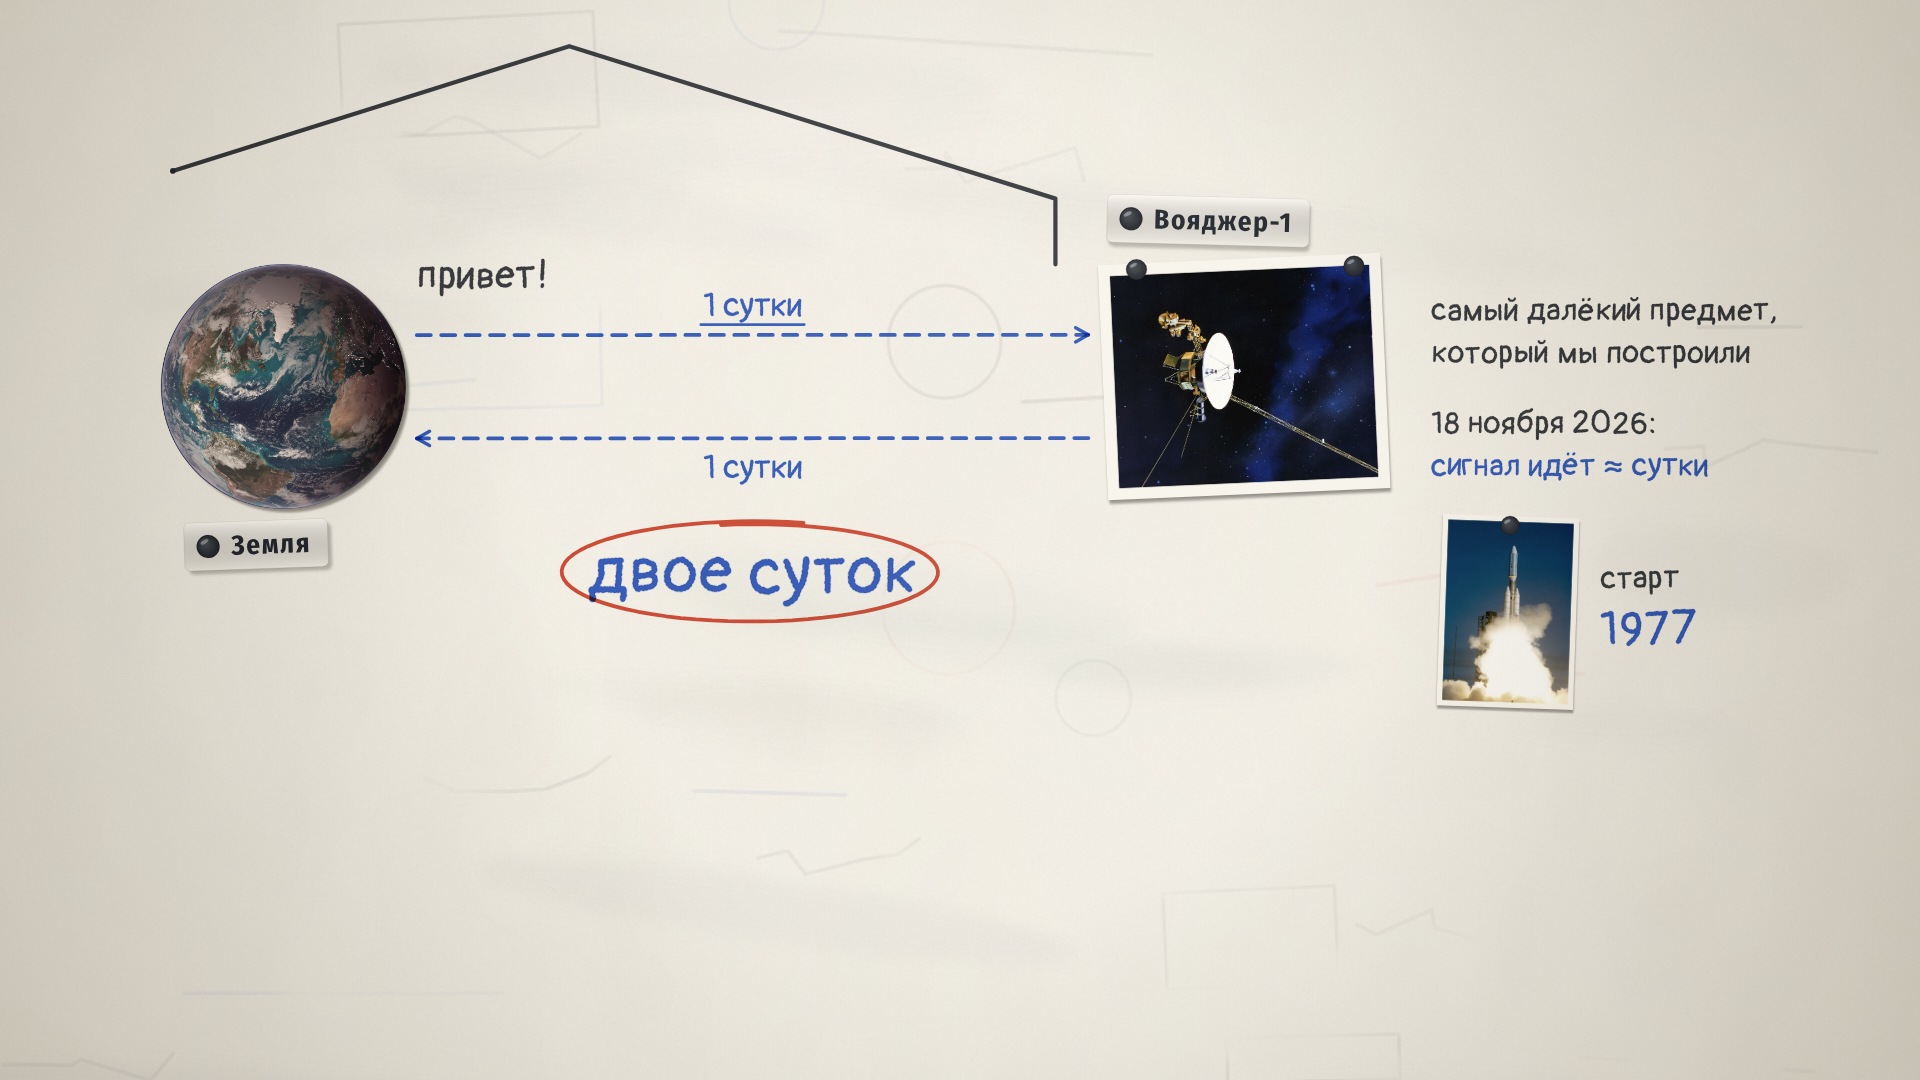 Вояджер-1
привет!
1 сутки
1 сутки
Земля
двое суток
самый далёкий предмет,
который мы построили
18 ноября 2026:
сигнал идёт ≈ сутки
старт
1977